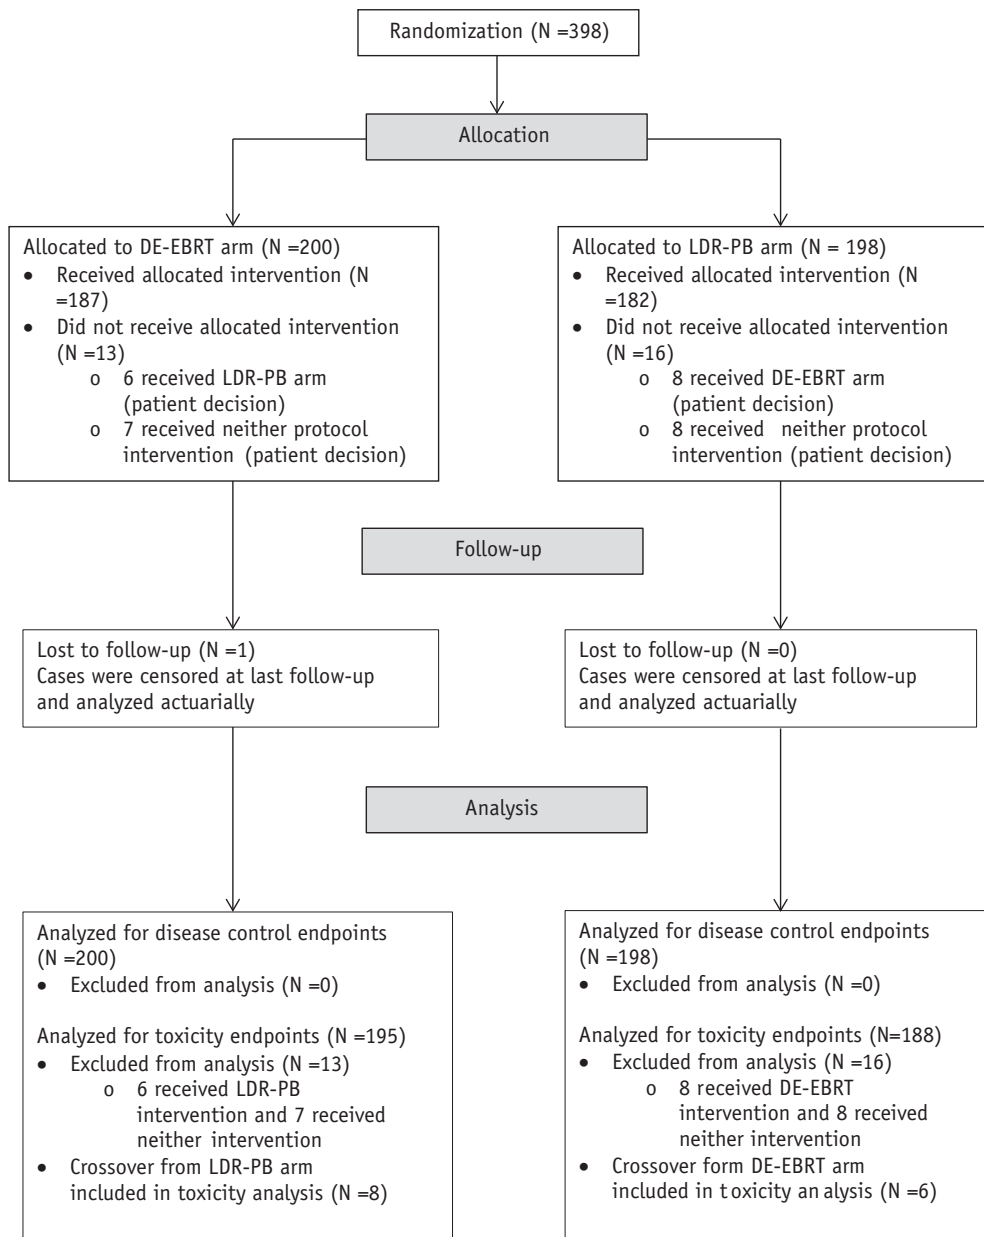 Randomization (N =398)
Allocation
Allocated to DE-EBRT arm (N =200)
• Received allocated intervention (N
=187)
• Did not receive allocated intervention
(N =13)
o 6 received LDR-PB arm
(patient decision)
o 7 received neither protocol
intervention (patient decision)
Allocated to LDR-PB arm (N = 198)
• Received allocated intervention (N
=182)
• Did not receive allocated intervention
(N =16)
o 8 received DE-EBRT arm
(patient decision)
o 8 received neither protocol
intervention (patient decision)
Follow-up
Lost to follow-up (N =1)
Cases were censored at last follow-up
and analyzed actuarially
Lost to follow-up (N =0)
Cases were censored at last follow-up
and analyzed actuarially
Analysis
Analyzed for disease control endpoints
(N =200)
• Excluded from analysis (N =0)
Analyzed for toxicity endpoints (N =195)
• Excluded from analysis (N =13)
o 6 received LDR-PB
intervention and 7 received
neither intervention
• Crossover from LDR-PB arm
included in toxicity analysis (N =8)
Analyzed for disease control endpoints
(N =198)
• Excluded from analysis (N =0)
Analyzed for toxicity endpoints (N=188)
• Excluded from analysis (N =16)
o 8 received DE-EBRT
intervention and 8 received
neither intervention
• Crossover form DE-EBRT arm
included in toxicity analysis (N =6)